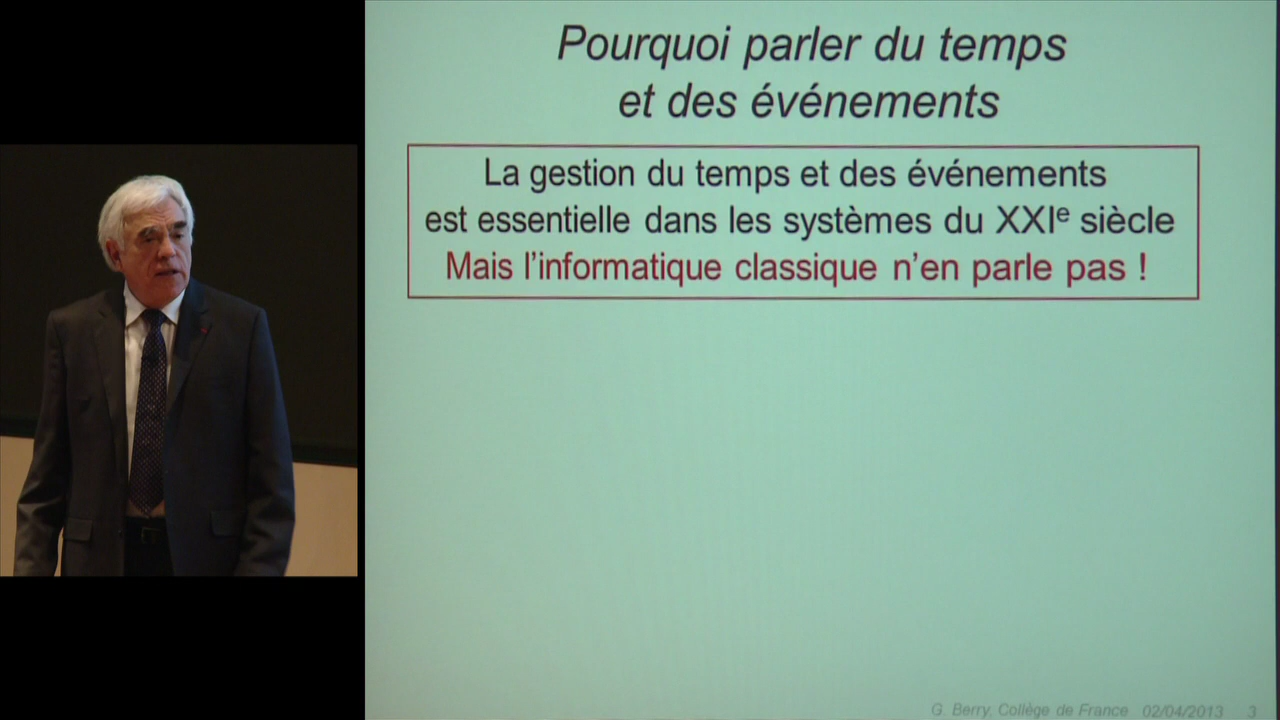 Pourquoi parler du temps
et des événements
La gestion du temps et des événements
est essentielle dans les systèmes du XXIe siècle
Mais l'informatique classique n'en parle pas !
G. Berry, Collège de France 02/04/2013 3